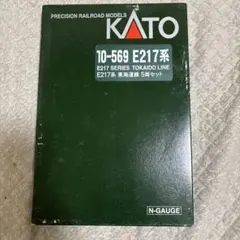 PRECISION RAILROAD MODELS
KATO
10-569 E217系
E217 SERIES TOKAIDO LINE
E217系 東海道線 5両セット
N-GAUGE